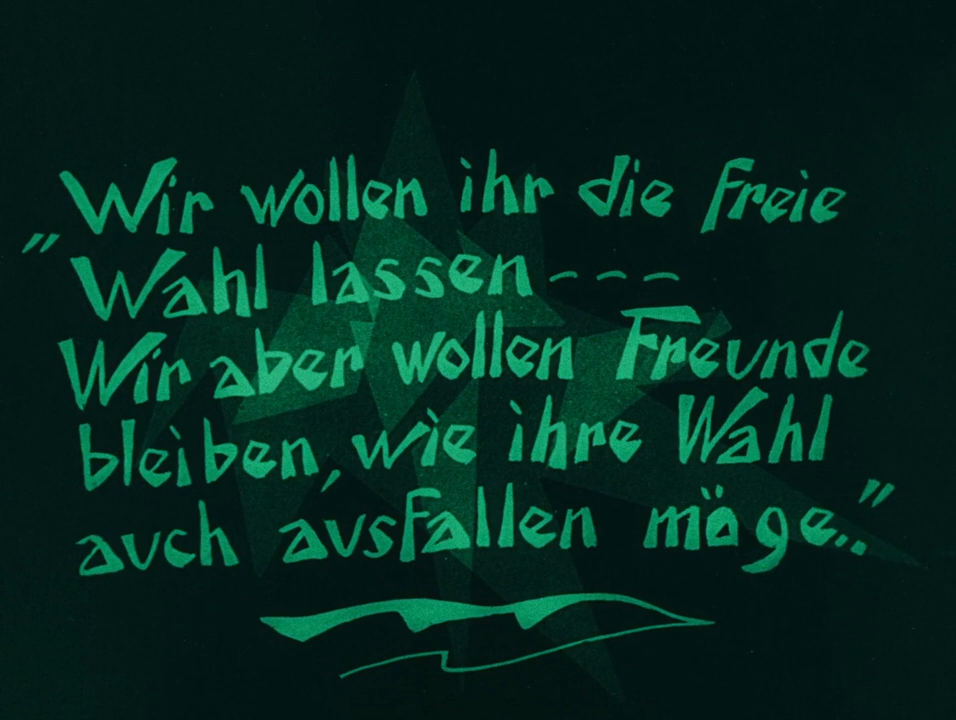 "Wir wollen ihr die freie
Wahl lassen - - - -
Wir aber wollen Freunde
bleiben, wie ihre Wahl
auch ausfallen möge.."